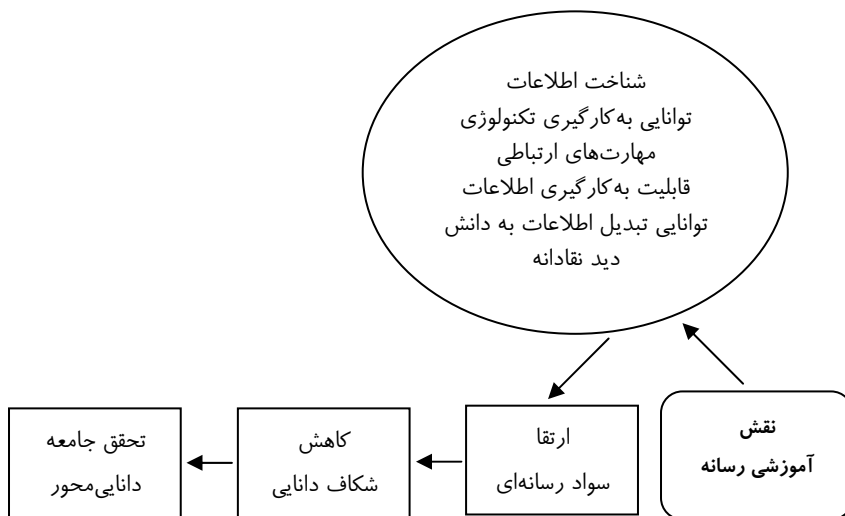 شناخت اطلاعات
توانایی به‌کارگیری تکنولوژی
مهارت‌های ارتباطی
قابلیت به‌کارگیری اطلاعات
توانایی تبدیل اطلاعات به دانش
دید نقادانه
نقش
آموزشی رسانه
ارتقا
سواد رسانه‌ای
کاهش
شکاف دانایی
تحقق جامعه
دانایی‌محور